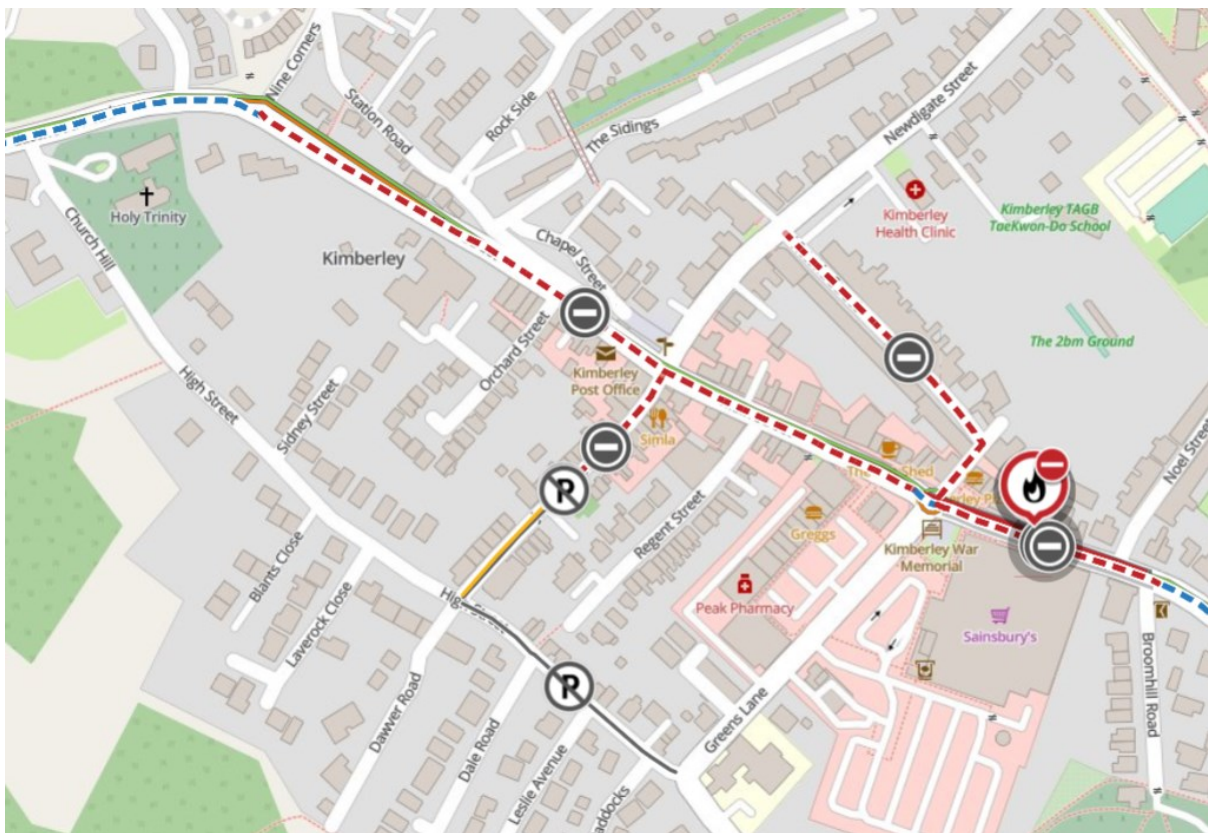 Nine Corners
Station Road
Rock Side
The Sidings
Newdigate Street
Holy Trinity
Church Hill
Kimberley
Chapel Street
Kimberley
Health Clinic
Kimberley TAGB
TaeKwon-Do School
The 2bm Ground
Orchard Street
Kimberley
Post Office
Simla
High Street
Sidney Street
P
The
Shed
Noel Street
Greggs
Kimberley War
Memorial
Regent Street
Peak Pharmacy
Sainsbury's
Blants Close
Laverock Close
P
Dawver Road
Dale Road
Leslie Avenue
Greens Lane
Broomhill Road